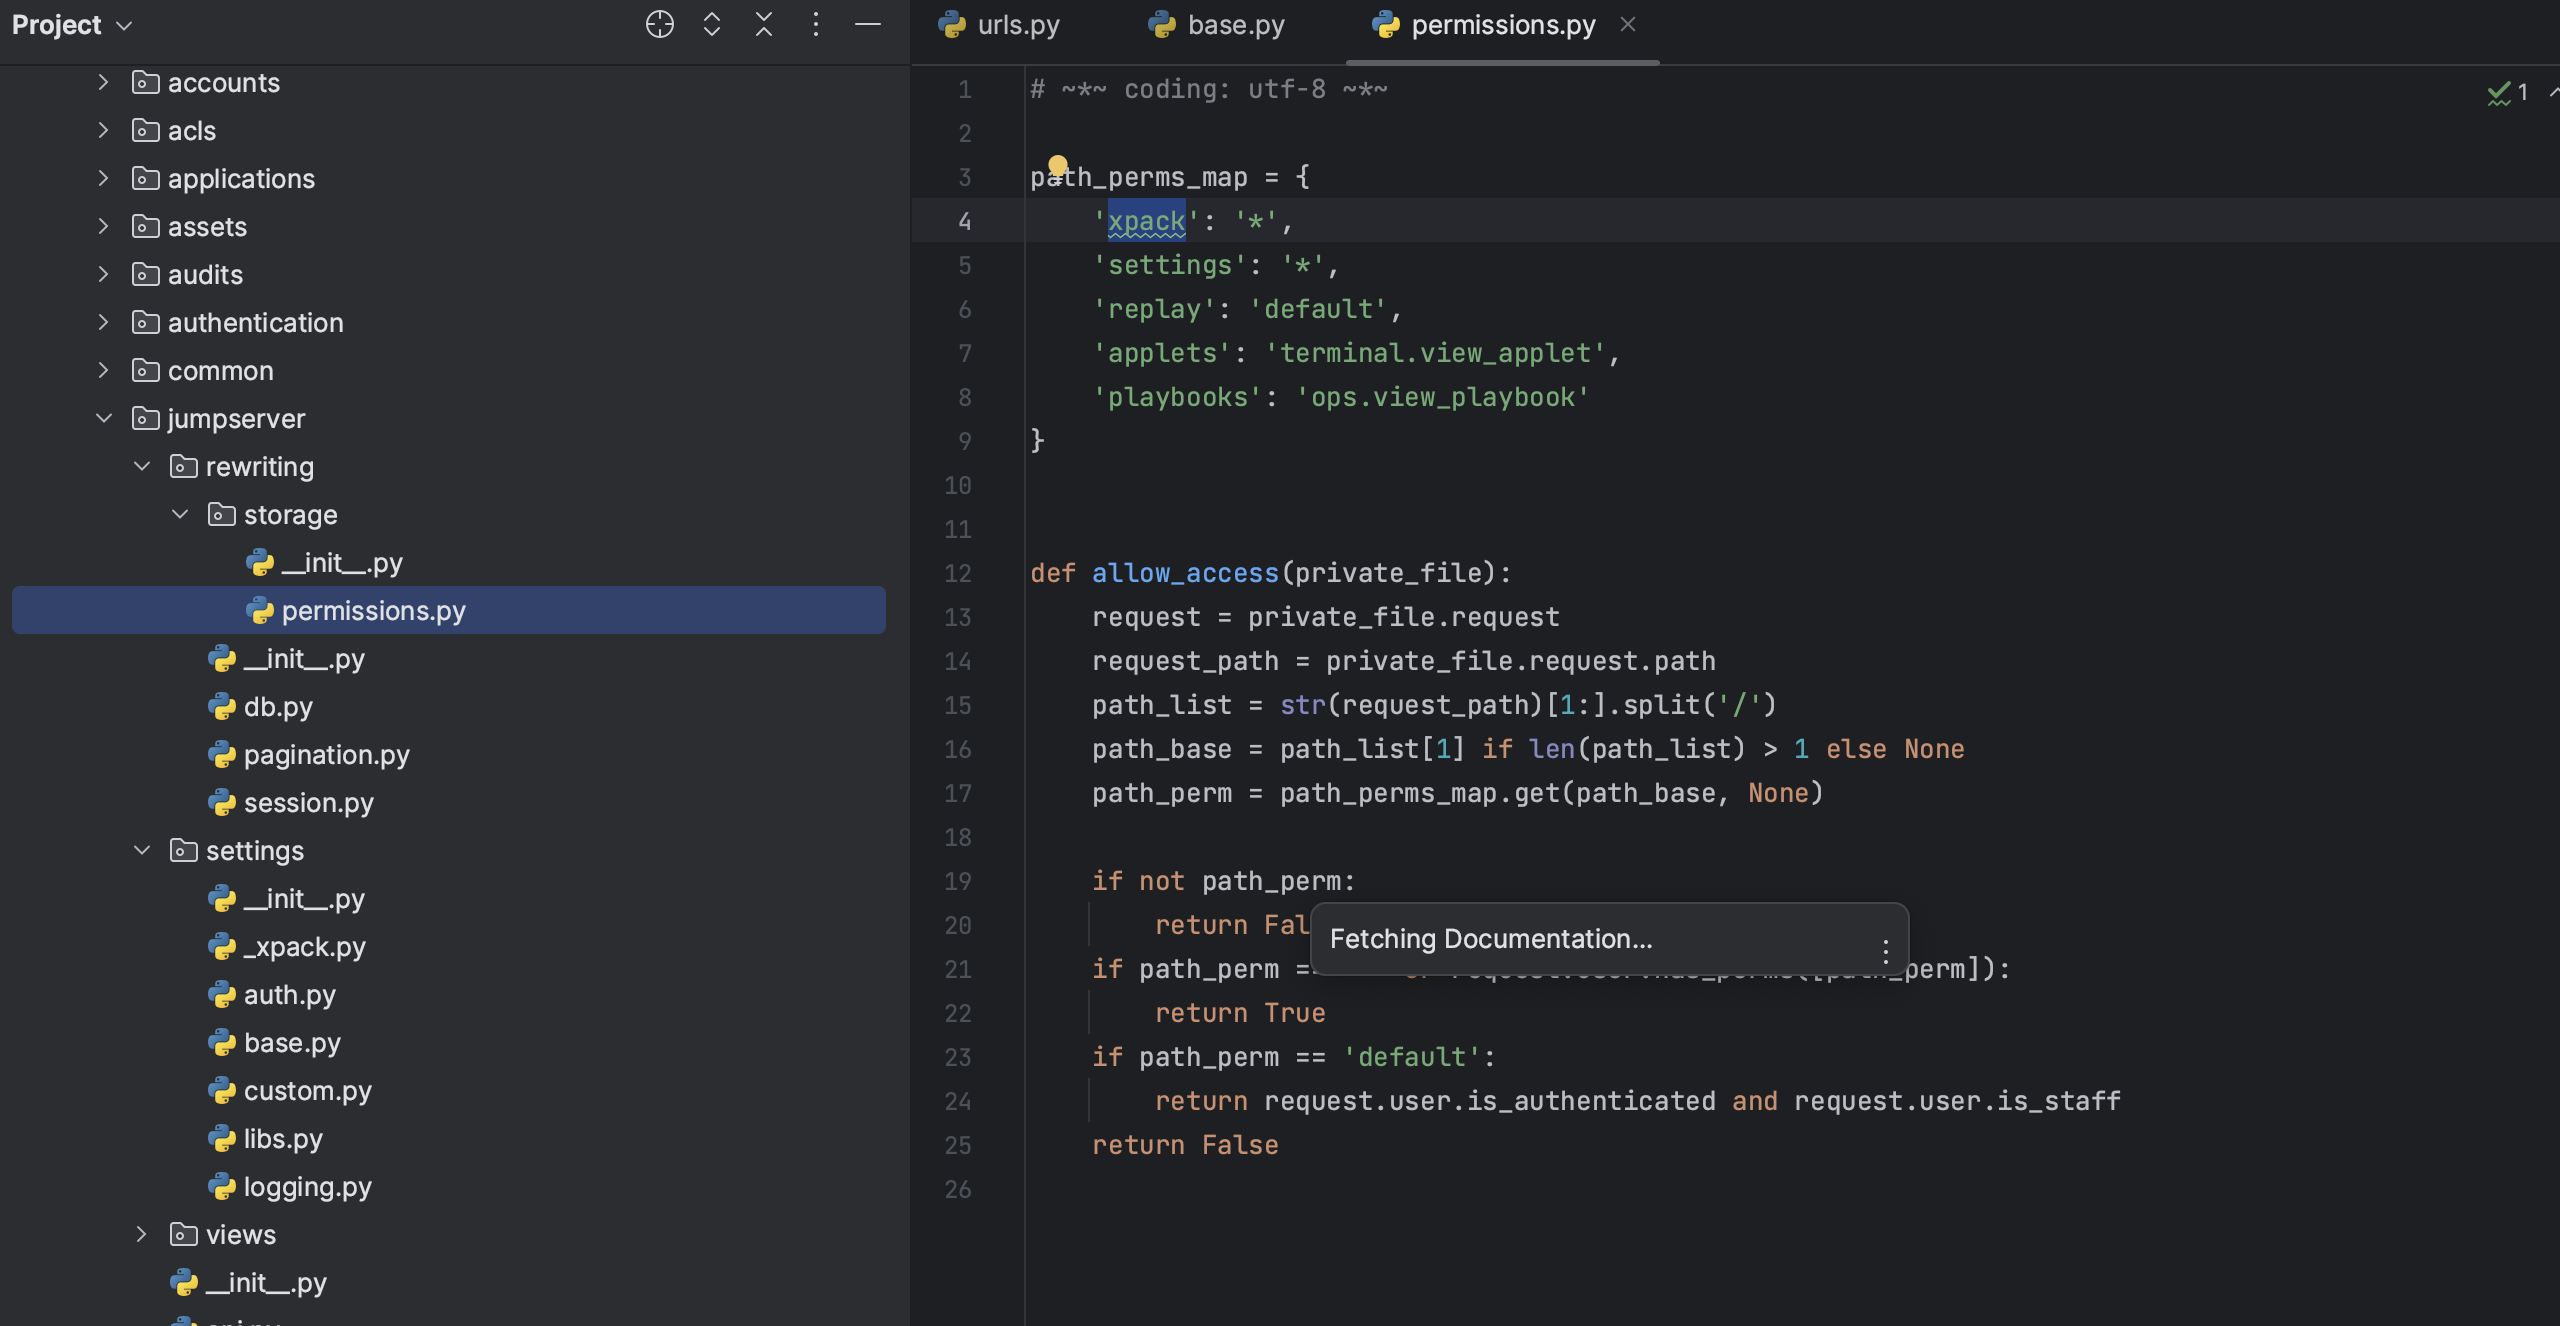 Project
accounts
acls
applications
assets
audits
authentication
common
jumpserver
rewriting
storage
__init__.py
permissions.py
__init__.py
db.py
pagination.py
session.py
settings
__init__.py
_xpack.py
auth.py
base.py
custom.py
libs.py
logging.py
views
__init__.py
urls.py base.py permissions.py
1
1 # ~*~ coding: utf-8 ~*~
2
3 path_perms_map = {
4 'xpack': '*',
5 'settings': '*',
6 'replay': 'default',
7 'applets': 'terminal.view_applet',
8 'playbooks': 'ops.view_playbook'
9 }
10
11
12 def allow_access(private_file):
13 request = private_file.request
14 request_path = private_file.request.path
15 path_list = str(request_path)[1:].split('/')
16 path_base = path_list[1] if len(path_list) > 1 else None
17 path_perm = path_perms_map.get(path_base, None)
18
19 if not path_perm:
20 return Fal
Fetching Documentation...
21 if path_perm == perm]):
22 return True
23 if path_perm == 'default':
24 return request.user.is_authenticated and request.user.is_staff
25 return False
26